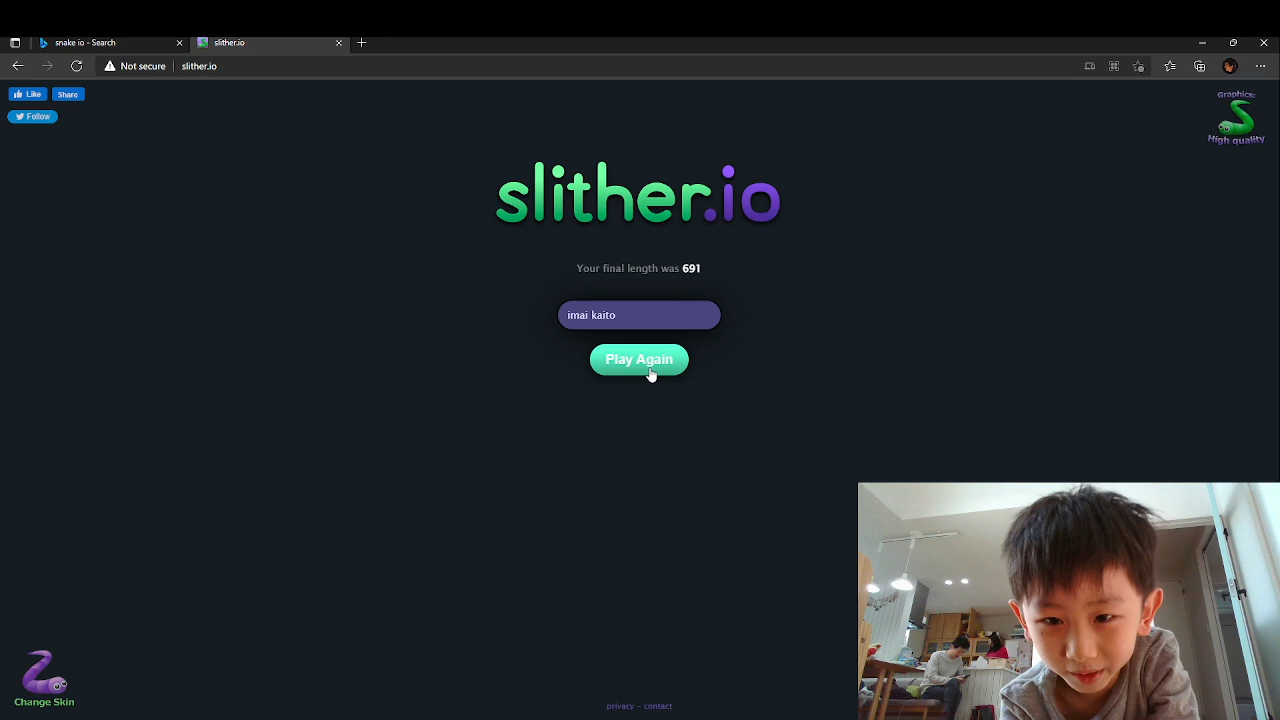 snake io - Search
slither.io
Not secure
slither.io
Like
Share
Follow
Graphics:
High quality
slither.io
Your final length was 691
imai kaito
Play Again
Change Skin
privacy - contact